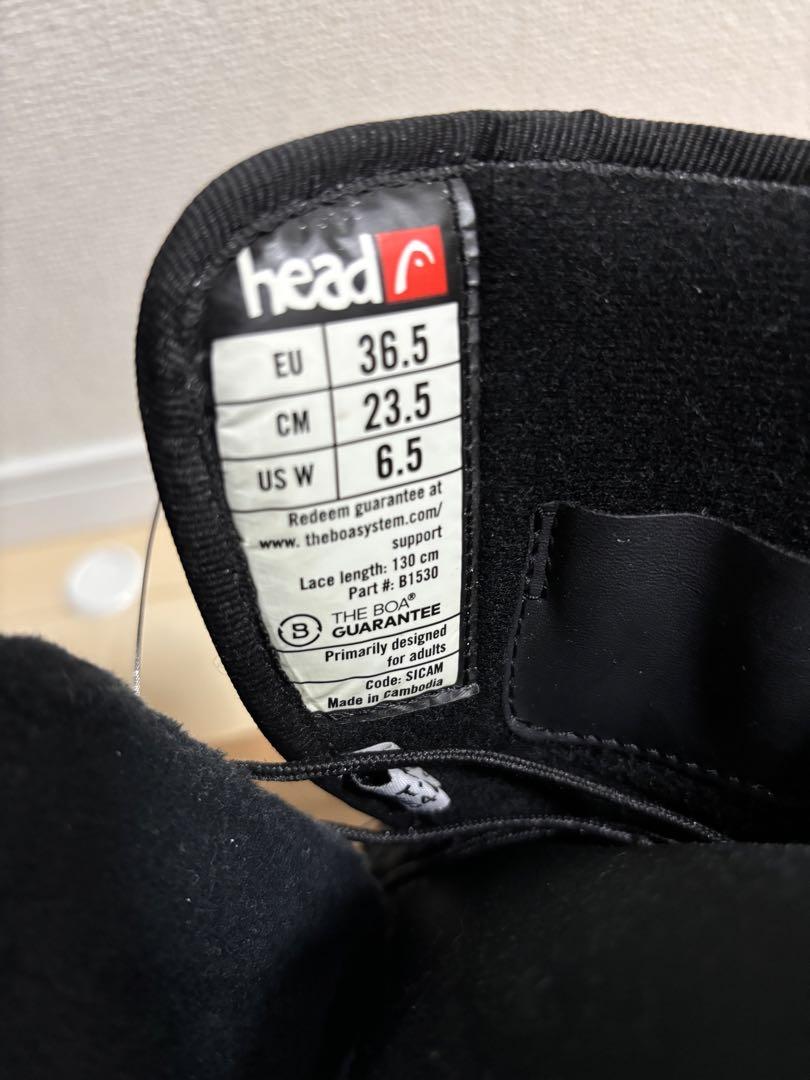 head
EU 36.5
CM 23.5
US W 6.5
Redeem guarantee at
www. theboasystem.com/
support
Lace length: 130 cm
Part #: B1530
B THE BOA®
GUARANTEE
Primarily designed
for adults
Code: SICAM
Made in Cambodia